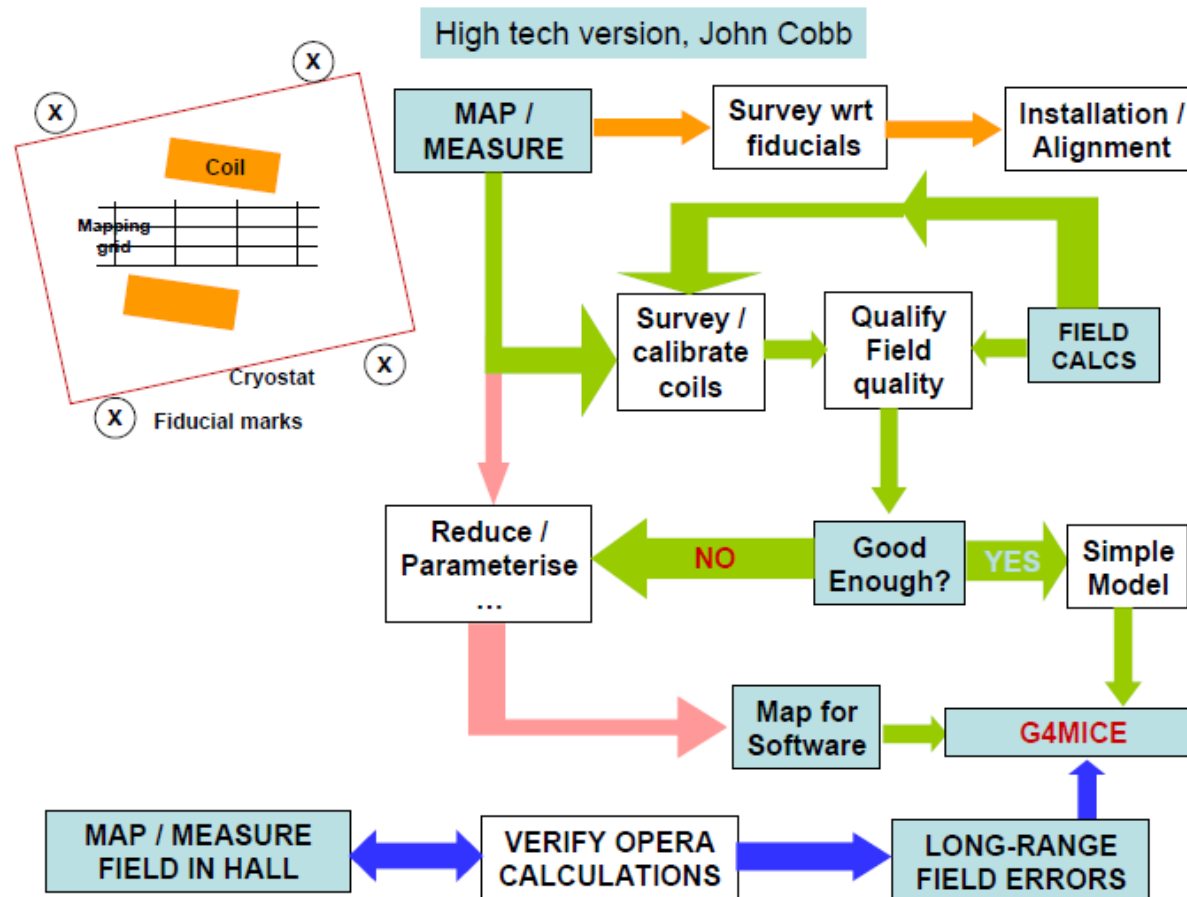 High tech version, John Cobb
X
X
MAP /
MEASURE
Survey wrt
fiducials
Installation /
Alignment
Coil
Mapping
grid
Survey /
calibrate
coils
Qualify
Field
quality
FIELD
CALCS
Cryostat
X
X
Fiducial marks
Reduce /
Parameterise
...
NO
Good
Enough?
YES
Simple
Model
Map for
Software
G4MICE
MAP / MEASURE
FIELD IN HALL
VERIFY OPERA
CALCULATIONS
LONG-RANGE
FIELD ERRORS